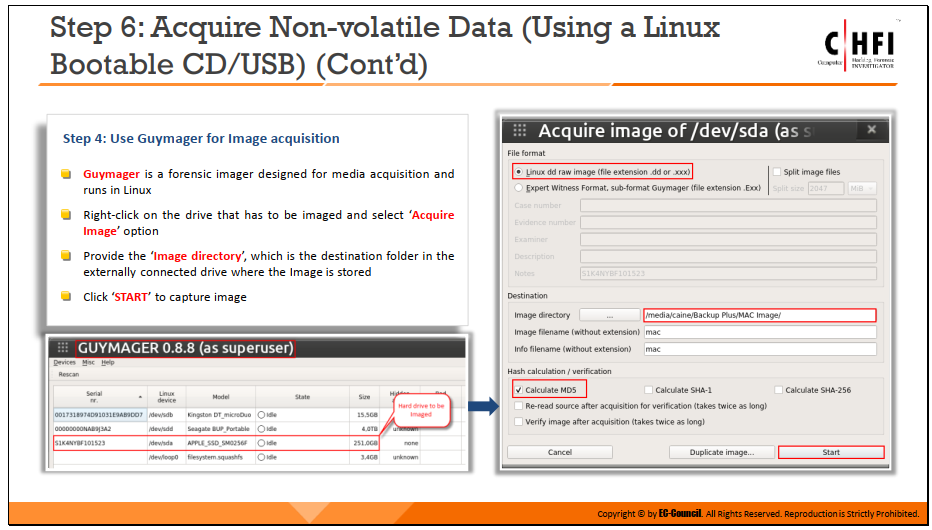 Step 6: Acquire Non-volatile Data (Using a Linux
Bootable CD/USB) (Cont'd)
CHFI
Computer Hacking Forensic
INVESTIGATOR
Step 4: Use Guymager for Image acquisition
Guymager is a forensic imager designed for media acquisition and
runs in Linux
Right-click on the drive that has to be imaged and select ‘Acquire
Image’ option
Provide the ‘Image directory’, which is the destination folder in the
externally connected drive where the Image is stored
Click ‘START’ to capture image
GUYMAGER 0.8.8 (as superuser)
Devices Misc Help
Rescan
Serial nr. Linux device Model State Size
0017318974D91031E9AB9DD7 /dev/sdb Kingston DT_microDuo Idle 15,5GB
00000000NAB9J3A2 /dev/sdd Seagate BUP_Portable Idle 4,0TB unknown
S1K4NYBF101523 /dev/sda APPLE_SSD_SM0256F Idle 251,0GB none
/dev/loop0 filesystem.squashfs Idle 3,4GB unknown
Hard drive to be
Imaged
Acquire image of /dev/sda (as s
File format
Linux dd raw image (file extension .dd or .xxx)
Split image files
Expert Witness Format, sub-format Guymager (file extension .Exx)
Split size 2047 MiB
Case number
Evidence number
Examiner
Description
Notes S1K4NYBF101523
Destination
Image directory ... /media/caine/Backup Plus/MAC Image/
Image filename (without extension) mac
Info filename (without extension) mac
Hash calculation / verification
Calculate MD5 Calculate SHA-1 Calculate SHA-256
Re-read source after acquisition for verification (takes twice as long)
Verify image after acquisition (takes twice as long)
Cancel Duplicate image... Start
Copyright © by EC-Council. All Rights Reserved. Reproduction is Strictly Prohibited.